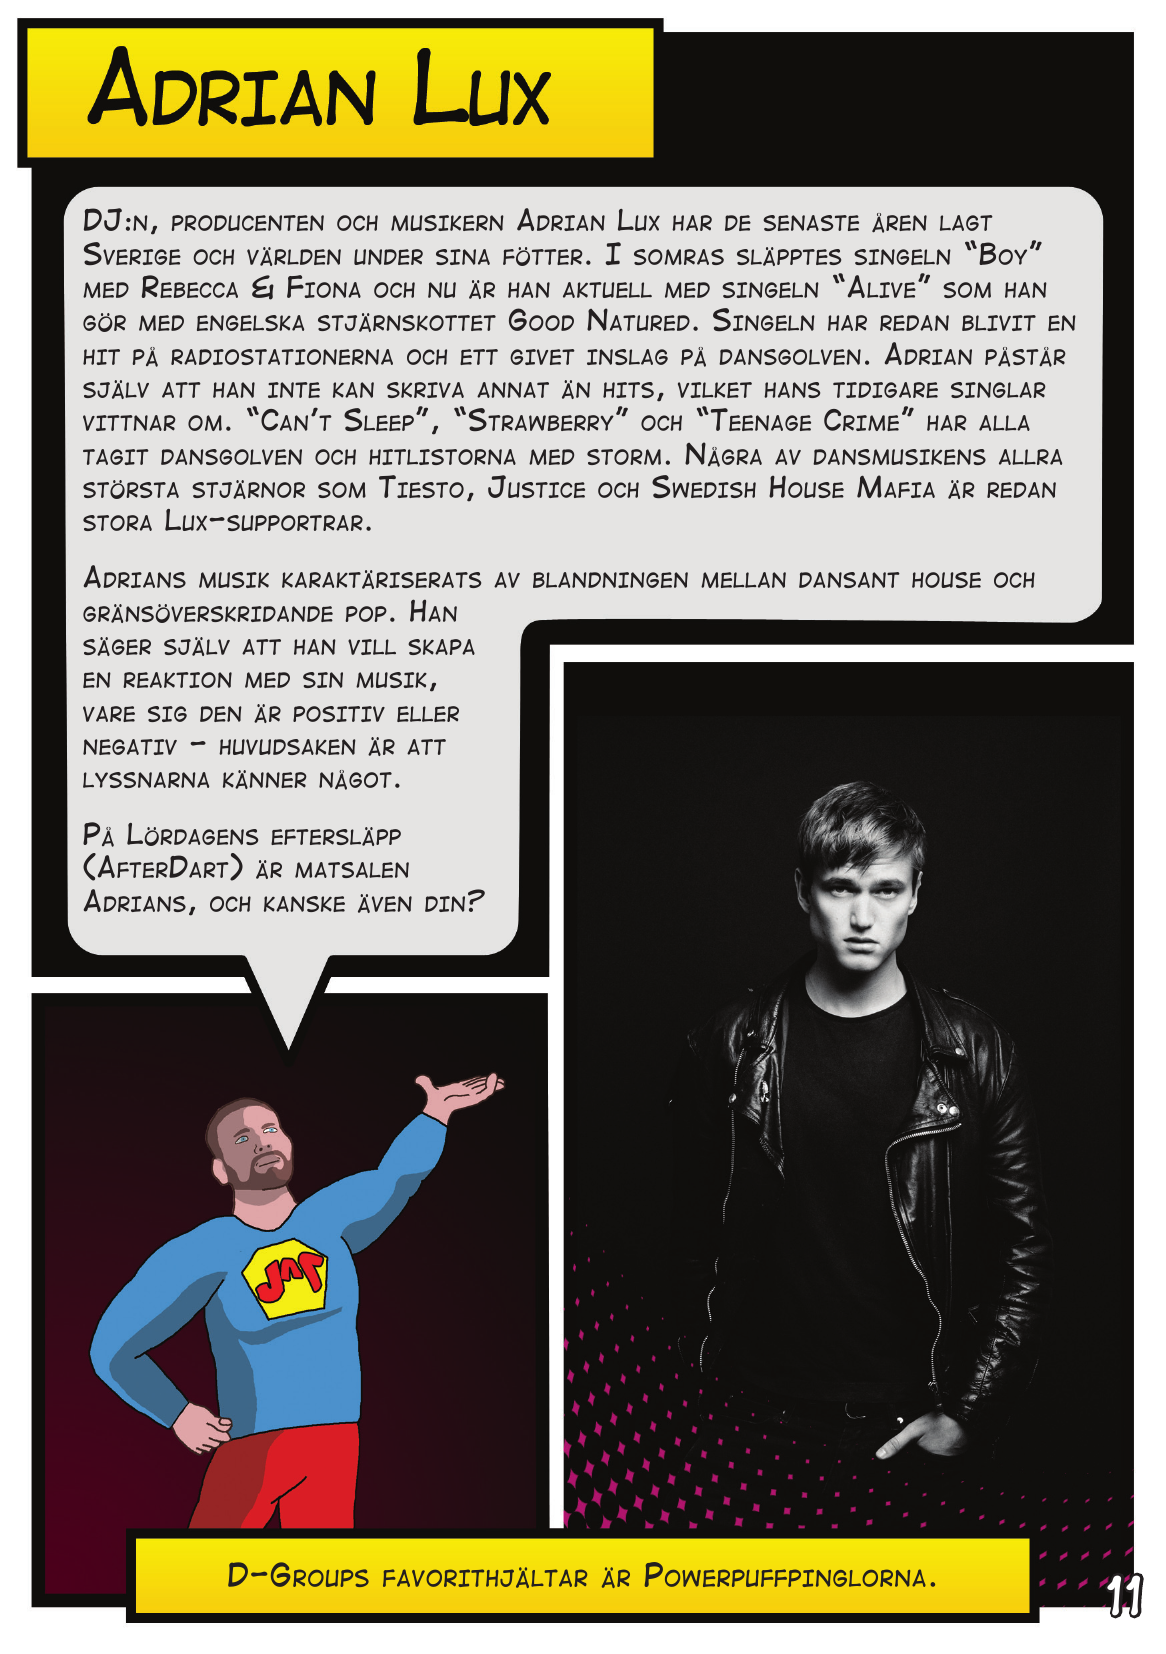 Adrian Lux
DJ:n, producenten och musikern Adrian Lux har de senaste åren lagt
Sverige och världen under sina fötter. I somras släpptes singeln “Boy”
med Rebecca & Fiona och nu är han aktuell med singeln “Alive” som han
gör med engelska stjärnskottet Good Natured. Singeln har redan blivit en
hit på radiostationerna och ett givet inslag på dansgolven. Adrian påstår
själv att han inte kan skriva annat än hits, vilket hans tidigare singlar
vittnar om. “Can’t Sleep”, “Strawberry” och “Teenage Crime” har alla
tagit dansgolven och hitlistorna med storm. Några av dansmusikens allra
största stjärnor som Tiesto, Justice och Swedish House Mafia är redan
stora Lux-supportrar.
Adrians musik karaktäriserats av blandningen mellan dansant house och
gränsöverskridande pop. Han
säger själv att han vill skapa
en reaktion med sin musik,
vare sig den är positiv eller
negativ – huvudsaken är att
lyssnarna känner något.
På Lördagens eftersläpp
(AfterDart) är matsalen
Adrians, och kanske även din?
D-Groups favorithjältar är Powerpuffpinglorna.
11